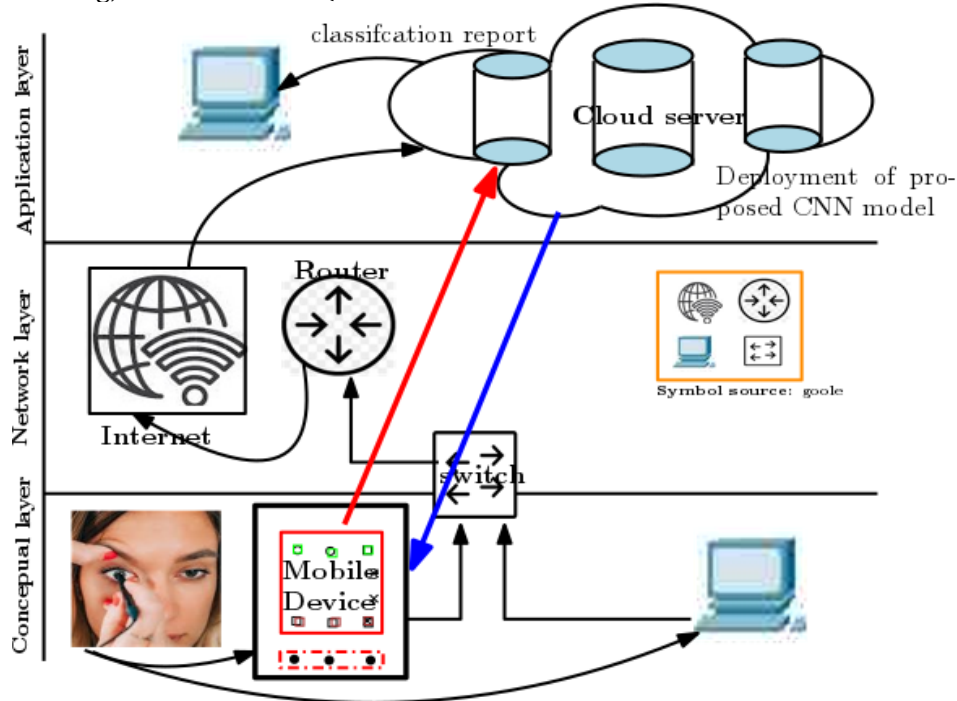 classifcation report
Application layer
Cloud server
Deployment of pro-
posed CNN model
Router
Network layer
Symbol source: goole
Internet
switch
Concepual layer
Mobile
Device